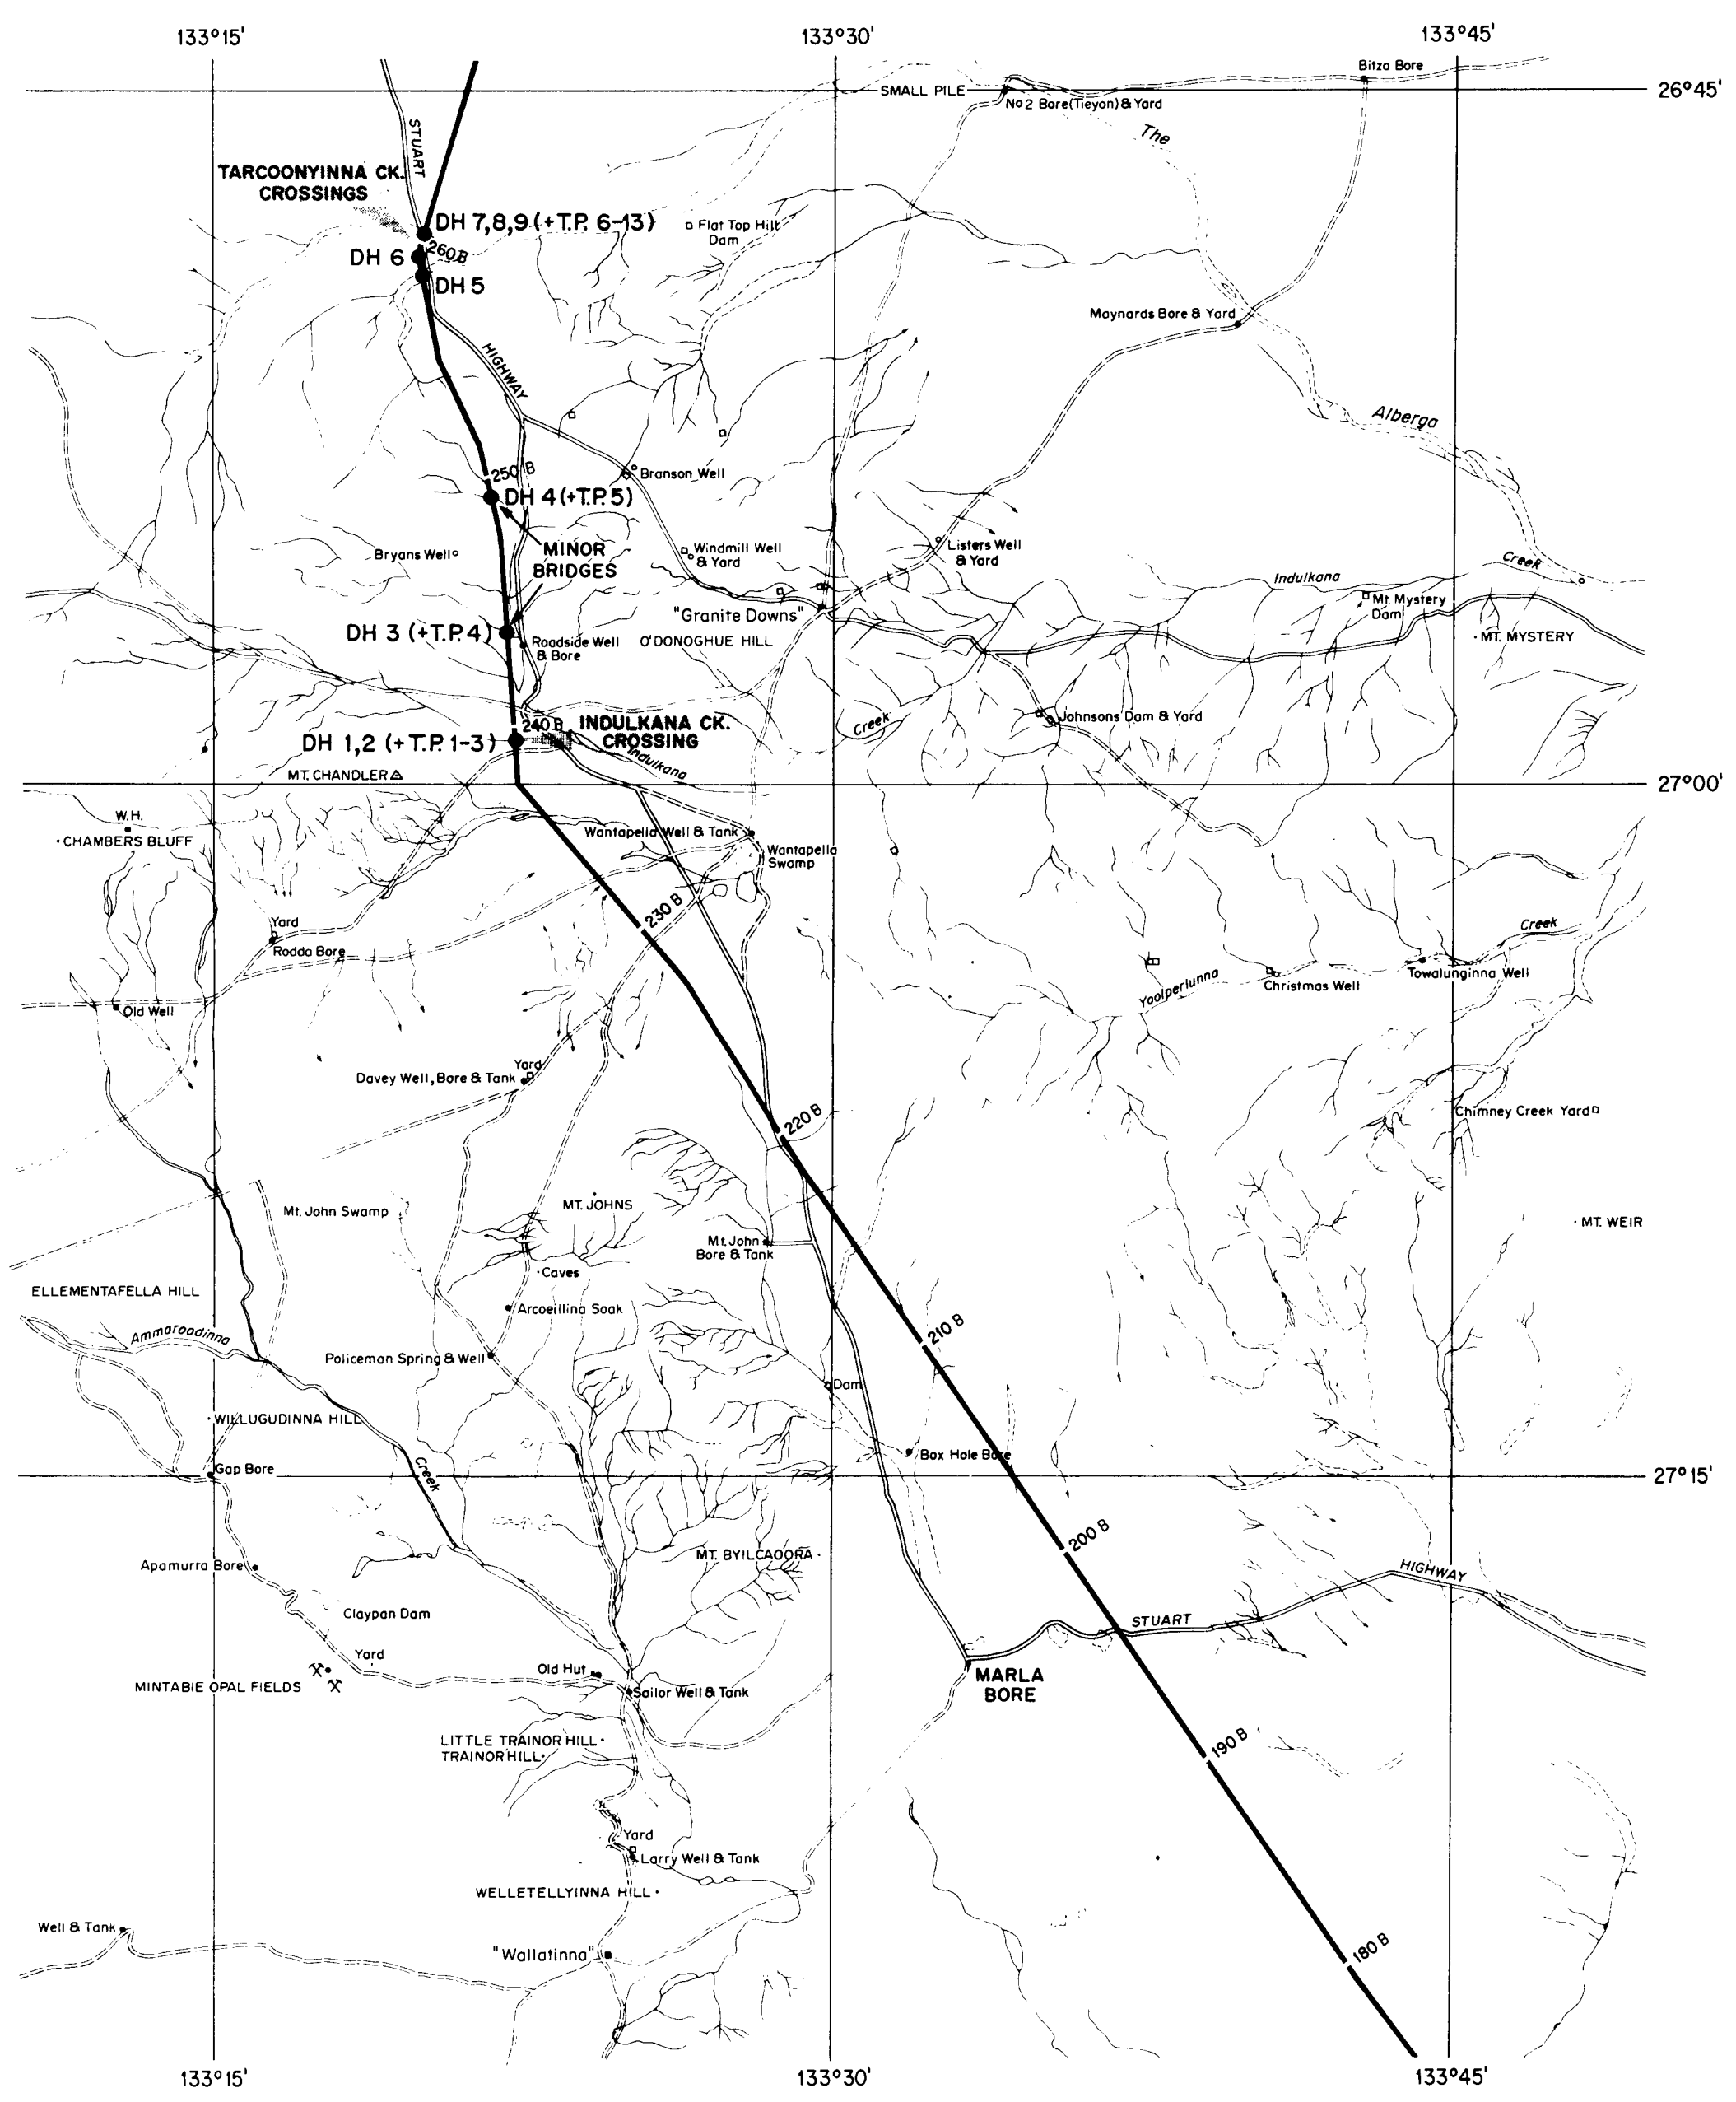 133°15'
133°30'
133°45'
Bitza Bore
SMALL PILE
26°45'
No 2 Bore (Tieyon) & Yard
The
STUART
TARCOONYINNA CK.
CROSSINGS
DH 7,8,9 (+T.P. 6-13)
Flat Top Hill
Dam
260 B
DH 6
DH 5
Maynards Bore & Yard
HIGHWAY
Alberga
250 B
Branson Well
DH 4 (+T.P. 5)
MINOR
BRIDGES
Bryans Well
Windmill Well
& Yard
Listers Well
& Yard
Creek
Indulkana
Mt. Mystery
Dam
"Granite Downs"
DH 3 (+T.P. 4)
Roadside Well
& Bore
O'DONOGHUE HILL
MT. MYSTERY
Creek
Johnsons Dam & Yard
240 B
INDULKANA CK.
CROSSING
DH 1,2 (+T.P. 1-3)
Indulkana
MT. CHANDLER
27°00'
W.H.
CHAMBERS BLUFF
Wantapella Well & Tank
Wantapella
Swamp
230 B
Yard
Rodda Bore
Creek
Towalunginna Well
Yoolperlunna
Christmas Well
Old Well
Yard
Davey Well, Bore & Tank
Chimney Creek Yard
220 B
MT. JOHNS
Mt. John Swamp
MT. WEIR
Mt. John
Bore & Tank
Caves
ELLEMENTAFELLA HILL
Arcoeillina Soak
Ammaroodinna
210 B
Policeman Spring & Well
Dam
WILLUGUDINNA HILL
Box Hole Bore
Gap Bore
Creek
27°15'
200 B
MT. BYILCAOORA
Apamurra Bore
HIGHWAY
Claypan Dam
STUART
Yard
Old Hut
MARLA
BORE
MINTABIE OPAL FIELDS
Sailor Well & Tank
LITTLE TRAINOR HILL
TRAINOR HILL
190 B
Yard
Larry Well & Tank
WELLETELLYINNA HILL
Well & Tank
180 B
"Wallatinna"
133°15'
133°30'
133°45'